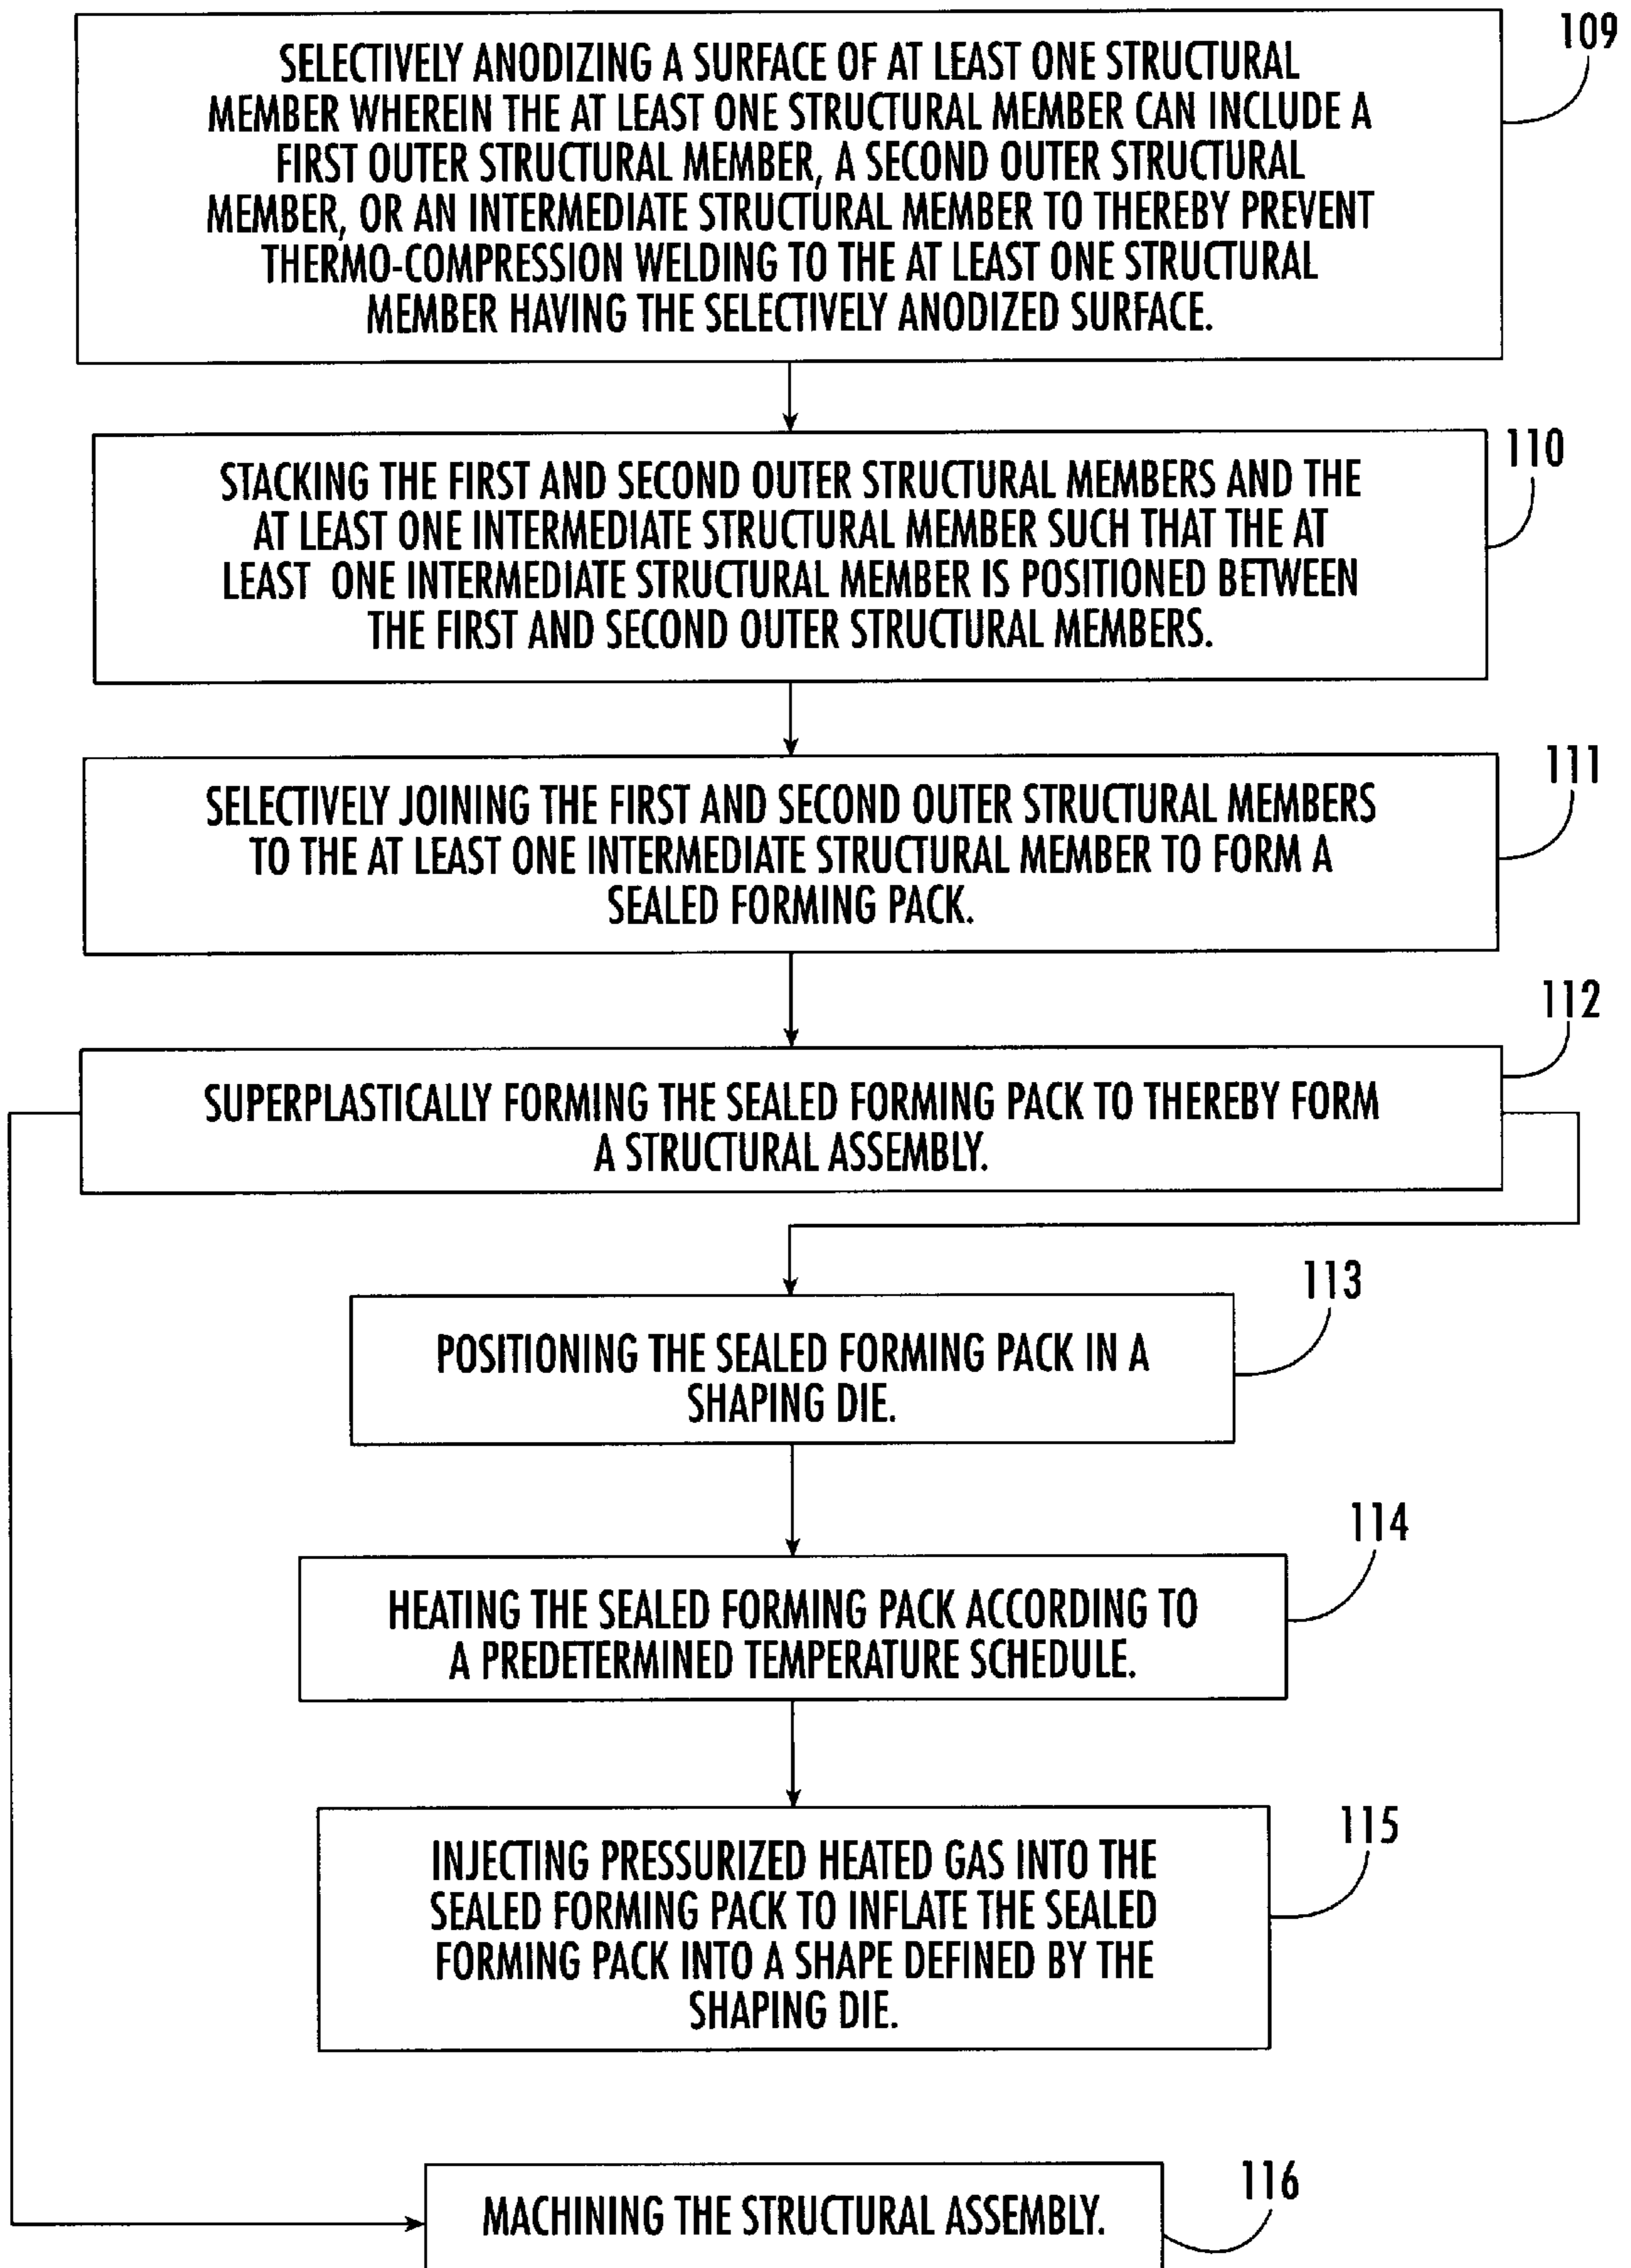 109
SELECTIVELY ANODIZING A SURFACE OF AT LEAST ONE STRUCTURAL
MEMBER WHEREIN THE AT LEAST ONE STRUCTURAL MEMBER CAN INCLUDE A
FIRST OUTER STRUCTURAL MEMBER, A SECOND OUTER STRUCTURAL
MEMBER, OR AN INTERMEDIATE STRUCTURAL MEMBER TO THEREBY PREVENT
THERMO-COMPRESSION WELDING TO THE AT LEAST ONE STRUCTURAL
MEMBER HAVING THE SELECTIVELY ANODIZED SURFACE.
110
STACKING THE FIRST AND SECOND OUTER STRUCTURAL MEMBERS AND THE
AT LEAST ONE INTERMEDIATE STRUCTURAL MEMBER SUCH THAT THE AT
LEAST ONE INTERMEDIATE STRUCTURAL MEMBER IS POSITIONED BETWEEN
THE FIRST AND SECOND OUTER STRUCTURAL MEMBERS.
111
SELECTIVELY JOINING THE FIRST AND SECOND OUTER STRUCTURAL MEMBERS
TO THE AT LEAST ONE INTERMEDIATE STRUCTURAL MEMBER TO FORM A
SEALED FORMING PACK.
112
SUPERPLASTICALLY FORMING THE SEALED FORMING PACK TO THEREBY FORM
A STRUCTURAL ASSEMBLY.
113
POSITIONING THE SEALED FORMING PACK IN A
SHAPING DIE.
114
HEATING THE SEALED FORMING PACK ACCORDING TO
A PREDETERMINED TEMPERATURE SCHEDULE.
115
INJECTING PRESSURIZED HEATED GAS INTO THE
SEALED FORMING PACK TO INFLATE THE SEALED
FORMING PACK INTO A SHAPE DEFINED BY THE
SHAPING DIE.
116
MACHINING THE STRUCTURAL ASSEMBLY.